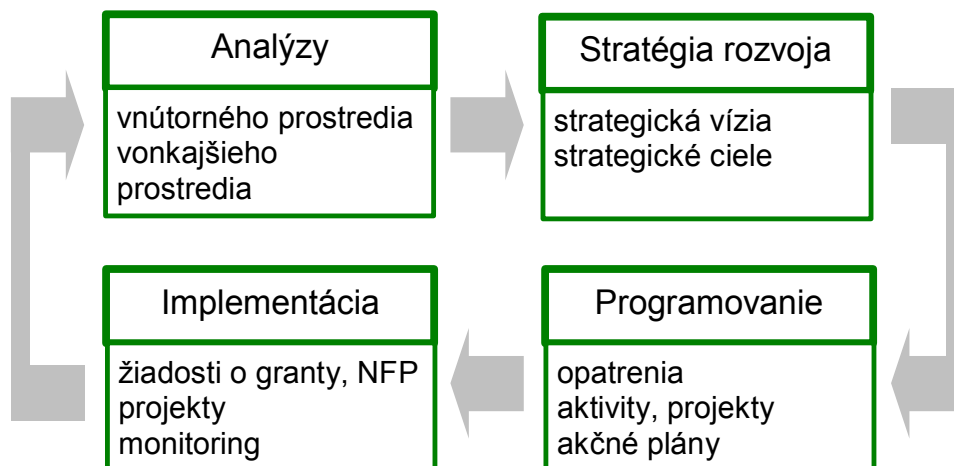 Analýzy
vnútorného prostredia
vonkajšieho
prostredia
Stratégia rozvoja
strategická vízia
strategické ciele
Implementácia
žiadosti o granty, NFP
projekty
monitoring
Programovanie
opatrenia
aktivity, projekty
akčné plány